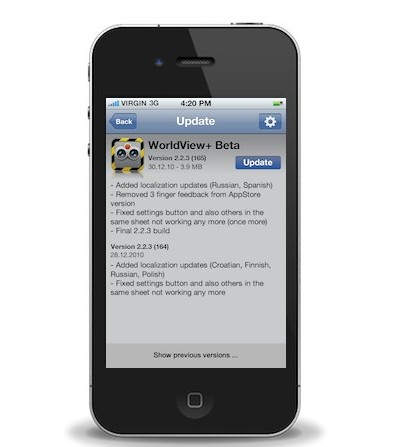 VIRGIN 3G 4:20 PM
Back Update
WorldView+ Beta
Version 2.2.3 (165)
30.12.10 - 3.9 MB Update
- Added localization updates (Russian, Spanish)
- Removed 3 finger feedback from AppStore
version
- Fixed settings button and also others in the
same sheet not working any more (once more)
- Final 2.2.3 build
Version 2.2.3 (164)
28.12.2010
- Added localization updates (Croatian, Finnish,
Russian, Polish)
- Fixed settings button and also others in the
same sheet not working any more
Show previous versions ...